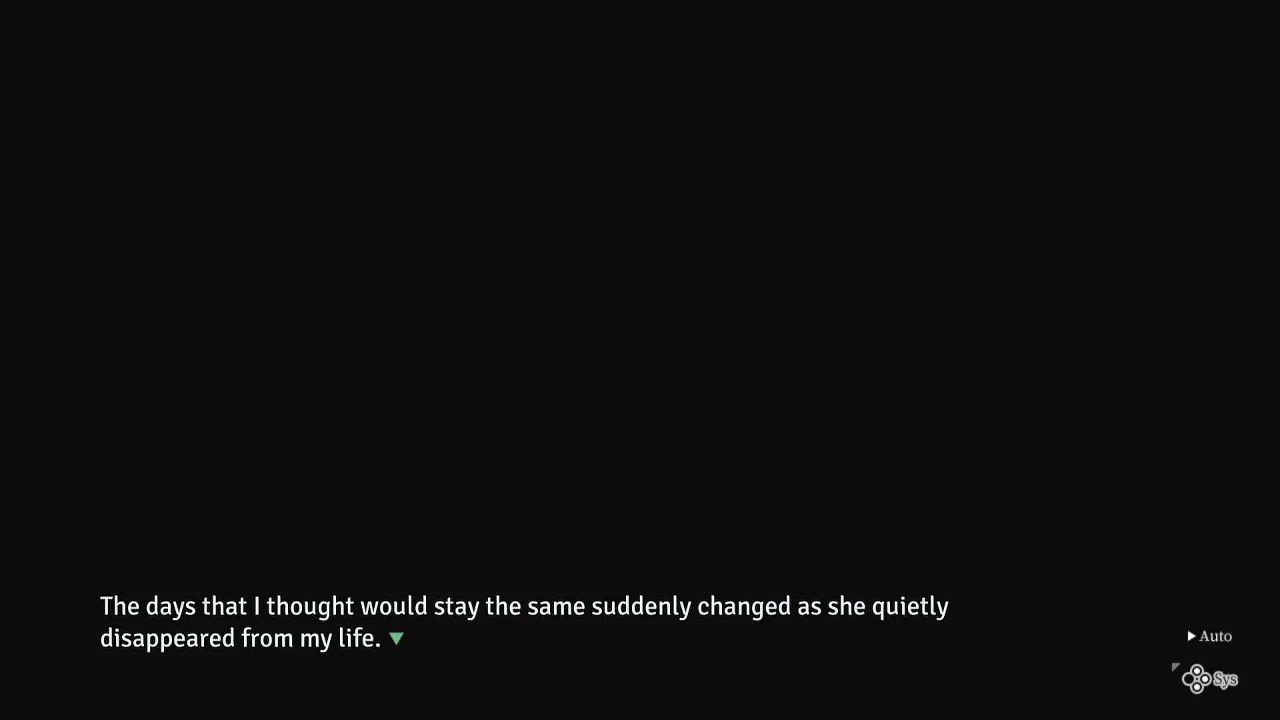 The days that I thought would stay the same suddenly changed as she quietly
disappeared from my life.
Auto
Sys